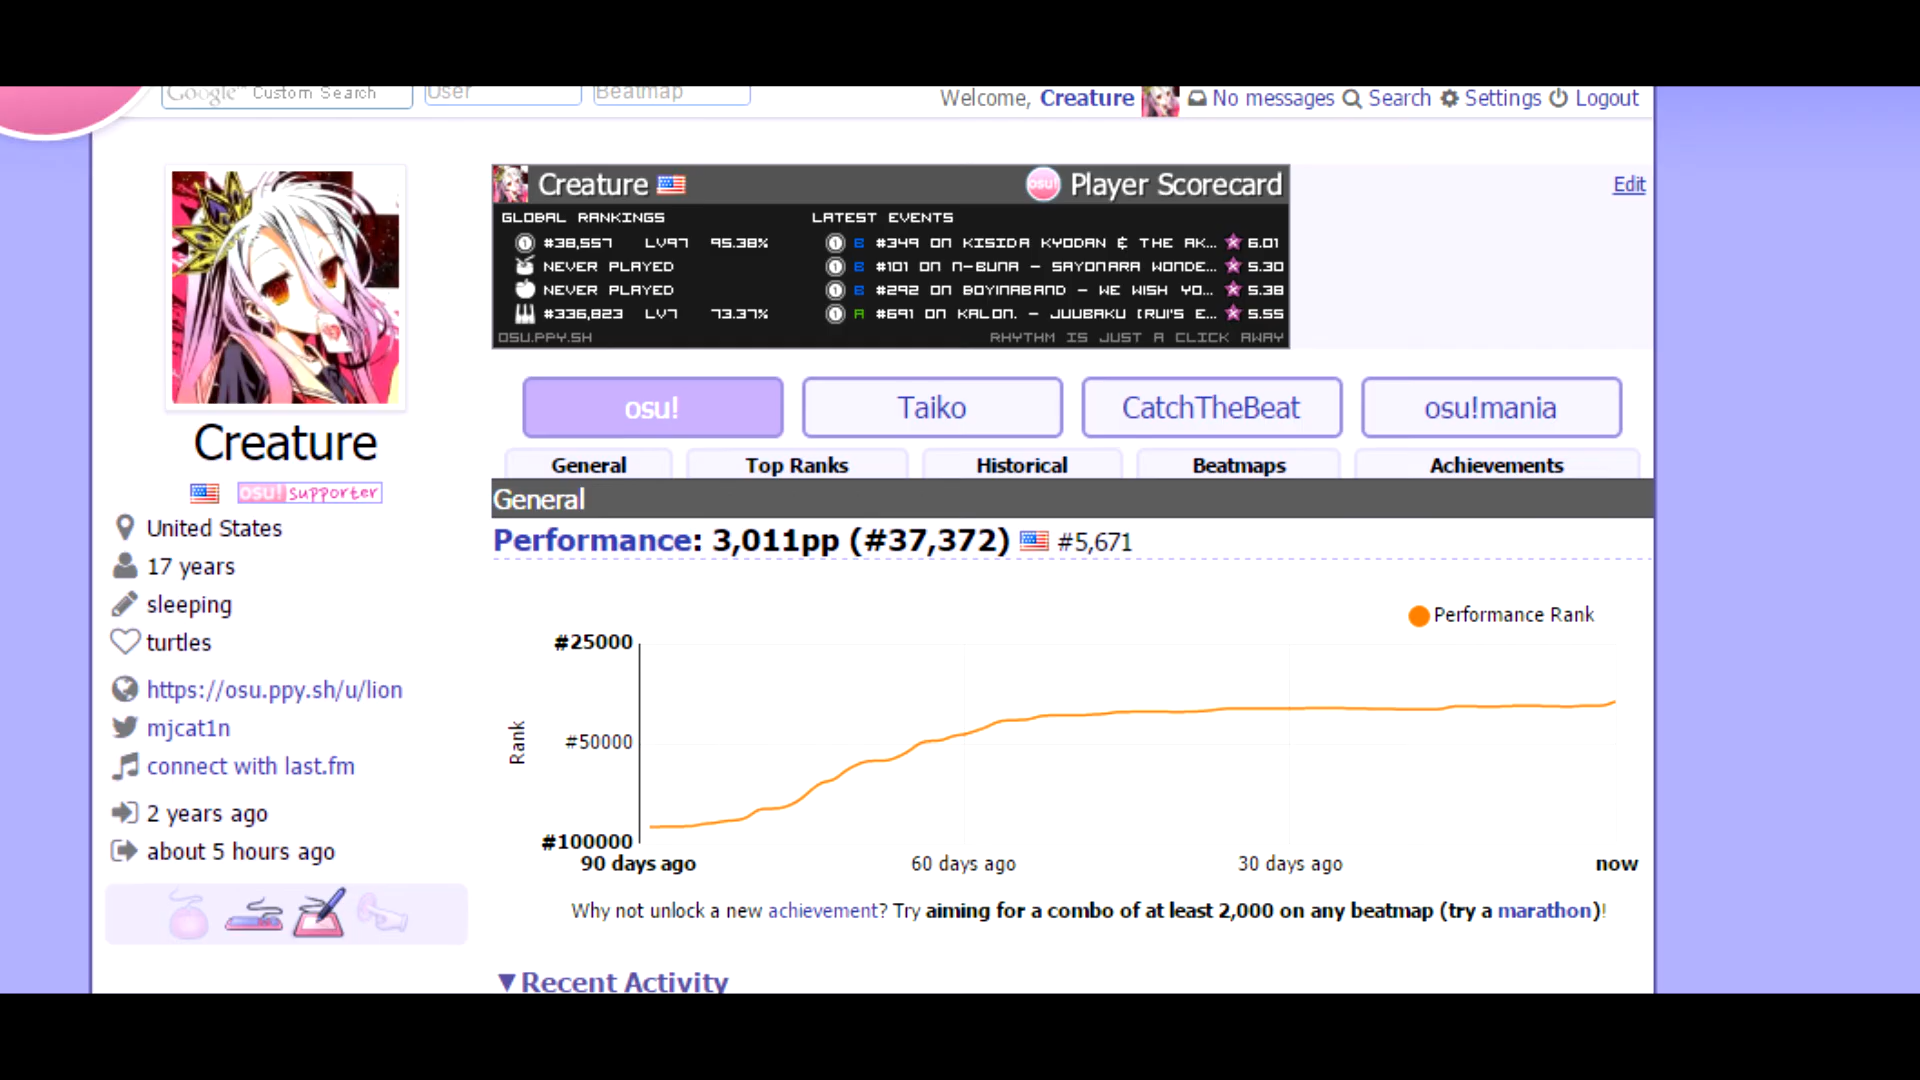 Google™ Custom Search
User
Beatmap
Welcome, Creature No messages Search Settings Logout
Creature
osu! Player Scorecard
Edit
GLOBAL RANKINGS
LATEST EVENTS
#38,557 LV97 95.38%
B #349 ON KISIDA KYODAN & THE AK... 6.01
NEVER PLAYED
B #101 ON N-BUNA - SAYONARA WONDE... 5.30
NEVER PLAYED
B #292 ON BOYINABAND - WE WISH YO... 5.38
#336,823 LV7 73.37%
A #691 ON KALON. - JUUBAKU [RUI'S E... 5.55
OSU.PPY.SH
RHYTHM IS JUST A CLICK AWAY
osu! Taiko CatchTheBeat osu!mania
General Top Ranks Historical Beatmaps Achievements
General
Performance: 3,011pp (#37,372) #5,671
Creature
osu! supporter
United States
17 years
sleeping
turtles
https://osu.ppy.sh/u/lion
mjcat1n
connect with last.fm
2 years ago
about 5 hours ago
Performance Rank
#25000
#50000
#100000
Rank
90 days ago 60 days ago 30 days ago now
Why not unlock a new achievement? Try aiming for a combo of at least 2,000 on any beatmap (try a marathon)!
▼Recent Activity